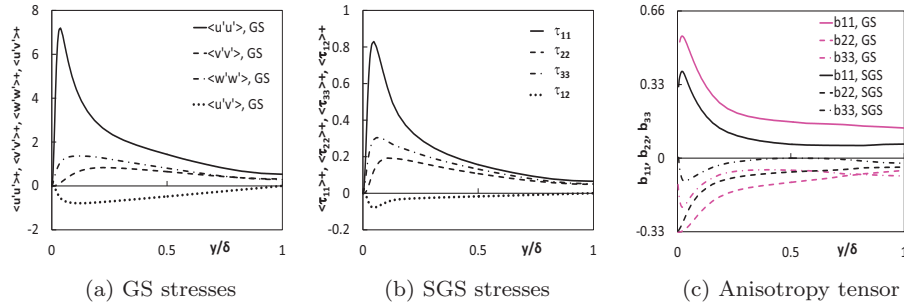 <u'u'>+, <v'v'>+, <w'w'>+, <u'v'>+
8
6
4
2
0
-2
<u'u'>, GS
<v'v'>, GS
<w'w'>, GS
<u'v'>, GS
0
0.5
1
y/δ
(a) GS stresses
<τ11>+, <τ22>+, <τ33>+, <τ12>+
1
0.8
0.6
0.4
0.2
0
-0.2
τ11
τ22
τ33
τ12
0
0.5
1
y/δ
(b) SGS stresses
b11, b22, b33
0.66
0.33
0
-0.33
b11, GS
b22, GS
b33, GS
b11, SGS
b22, SGS
b33, SGS
0
0.5
1
y/δ
(c) Anisotropy tensor